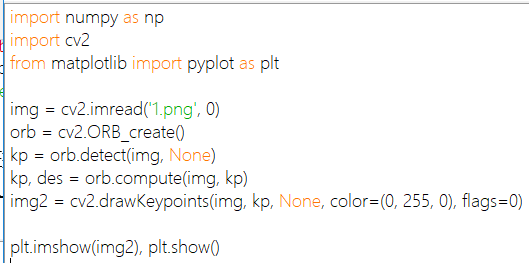 import numpy as np
import cv2
from matplotlib import pyplot as plt
img = cv2.imread('1.png', 0)
orb = cv2.ORB_create()
kp = orb.detect(img, None)
kp, des = orb.compute(img, kp)
img2 = cv2.drawKeypoints(img, kp, None, color=(0, 255, 0), flags=0)
plt.imshow(img2), plt.show()